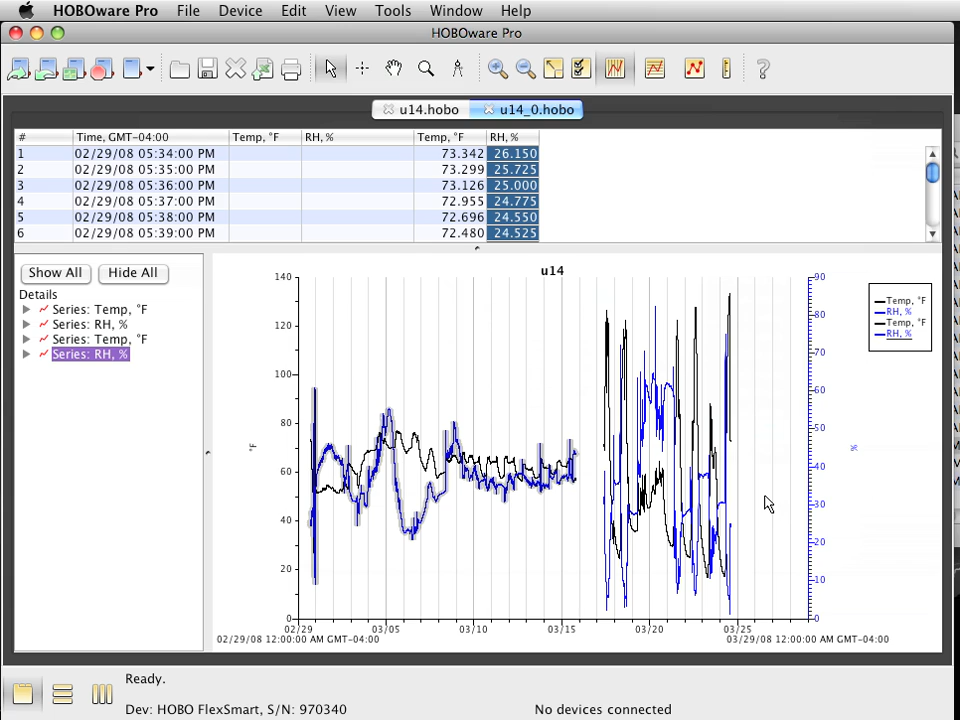 HOBOware Pro File Device Edit View Tools Window Help
HOBOware Pro
u14.hobo u14_0.hobo
# Time, GMT-04:00 Temp, °F RH, % Temp, °F RH, %
1 02/29/08 05:34:00 PM 73.342 26.150
2 02/29/08 05:35:00 PM 73.299 25.725
3 02/29/08 05:36:00 PM 73.126 25.000
4 02/29/08 05:37:00 PM 72.955 24.775
5 02/29/08 05:38:00 PM 72.696 24.550
6 02/29/08 05:39:00 PM 72.480 24.525
Show All Hide All
Details
Series: Temp, °F
Series: RH, %
Series: Temp, °F
Series: RH, %
u14
140
120
100
80
60
40
20
0
°F
90
80
70
60
50
40
30
20
10
0
%
Temp, °F
RH, %
Temp, °F
RH, %
02/29 03/05 03/10 03/15 03/20 03/25
02/29/08 12:00:00 AM GMT-04:00 03/29/08 12:00:00 AM GMT-04:00
Ready.
Dev: HOBO FlexSmart, S/N: 970340 No devices connected